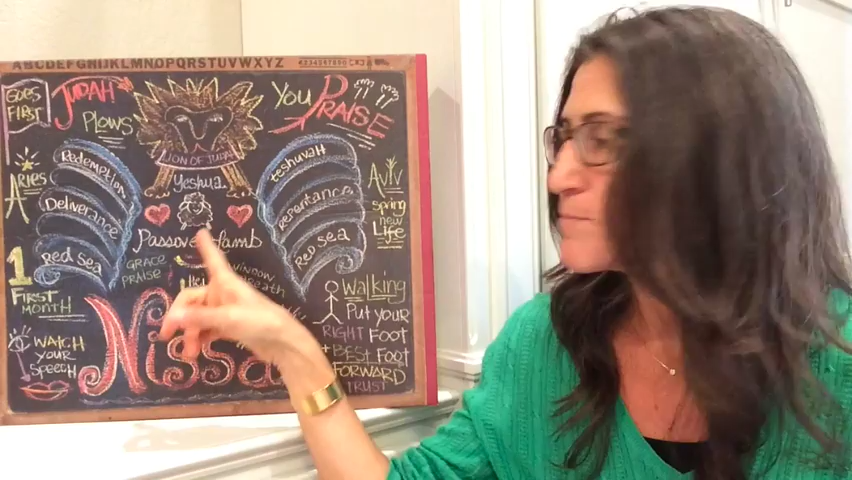 ABCDEFGHIJKLMNOPQRSTUVWXYZ
GOES
FIRST
JUDAH
PLOWS
LION OF JUDAH
You PRAISE
Redemption
Deliverance
Red Sea
Yeshua
Passover Lamb
teshuvah
Repentance
Red Sea
Aries
Aviv
spring
new
Life
1
FIRST
MONTH
GRACE
PRAISE
WINDOW
Nissa
WATCH
YOUR
SPEECH
Walking
Put your
RIGHT FOOT
+ BEST FOOT
FORWARD
TRUST